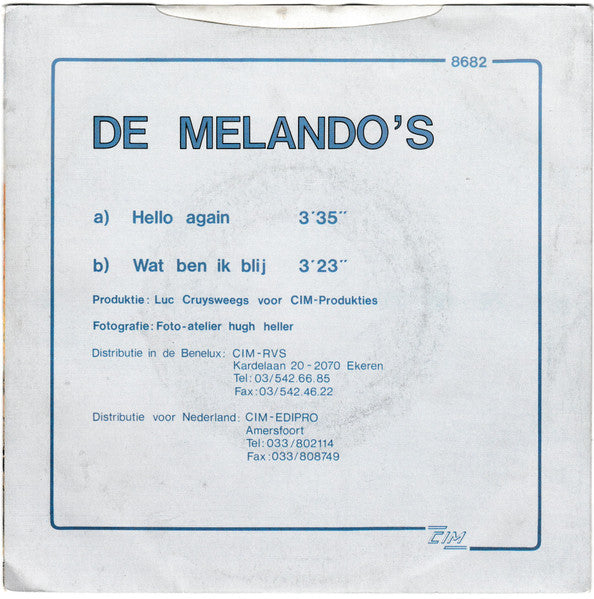 8682
DE MELANDO'S
a) Hello again 3'35"
b) Wat ben ik blij 3'23"
Produktie: Luc Cruysweegs voor CIM-Produkties
Fotografie: Foto-atelier hugh heller
Distributie in de Benelux: CIM-RVS
Kardelaan 20-2070 Ekeren
Tel: 03/542.66.85
Fax: 03/542.46.22
Distributie voor Nederland: CIM-EDIPRO
Amersfoort
Tel: 033/802114
Fax: 033/808749
CIM